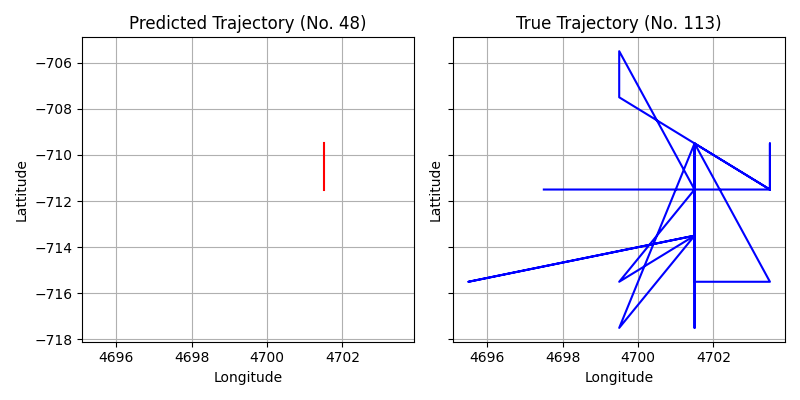 Predicted Trajectory (No. 48)
True Trajectory (No. 113)
−706
−708
−710
−712
−714
−716
−718
Lattitude
Lattitude
4696
4698
4700
4702
4696
4698
4700
4702
Longitude
Longitude